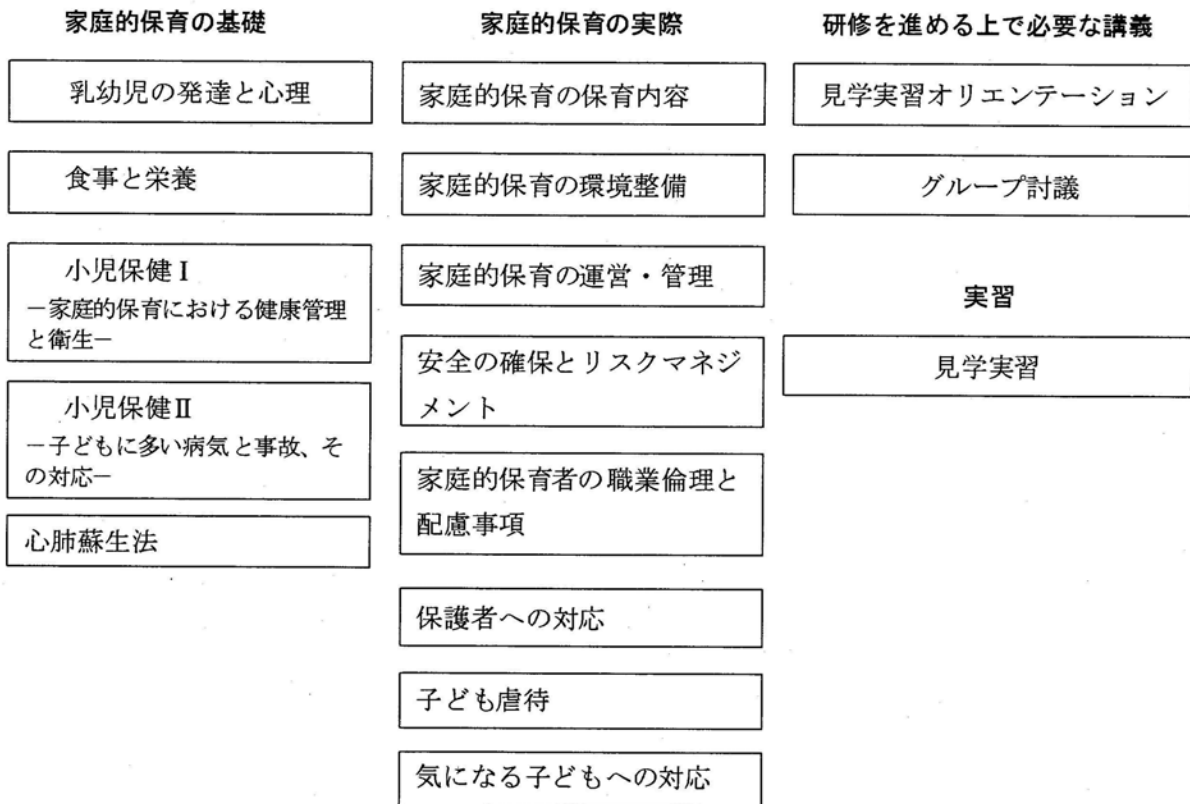 家庭的保育の基礎
乳幼児の発達と心理
食事と栄養
小児保健Ⅰ
−家庭的保育における健康管理
と衛生−
小児保健Ⅱ
−子どもに多い病気と事故、そ
の対応−
心肺蘇生法
家庭的保育の実際
家庭的保育の保育内容
家庭的保育の環境整備
家庭的保育の運営・管理
安全の確保とリスクマネジ
メント
家庭的保育者の職業倫理と
配慮事項
保護者への対応
子ども虐待
気になる子どもへの対応
研修を進める上で必要な講義
見学実習オリエンテーション
グループ討議
実習
見学実習